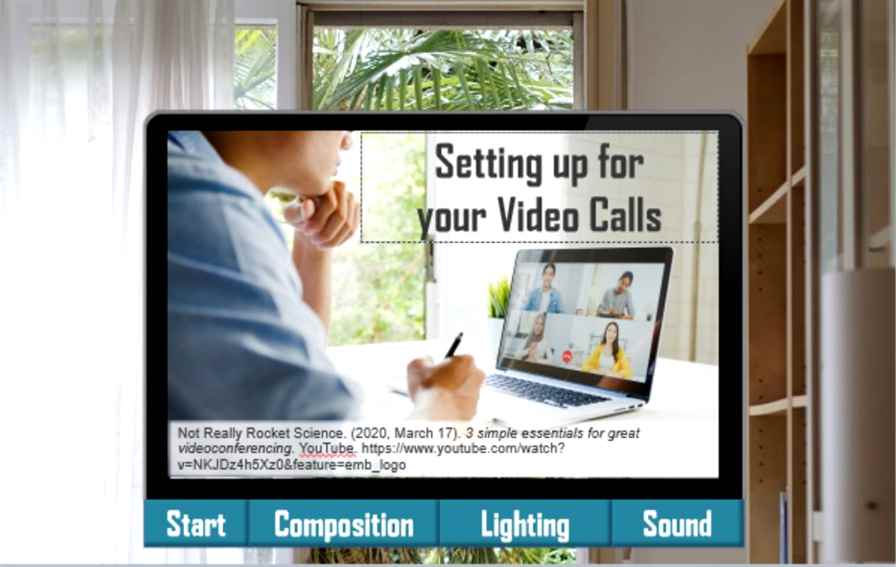 Setting up for
your Video Calls
Not Really Rocket Science. (2020, March 17). 3 simple essentials for great
videoconferencing. YouTube. https://www.youtube.com/watch?
v=NKJDz4h5Xz0&feature=emb_logo
Start Composition Lighting Sound